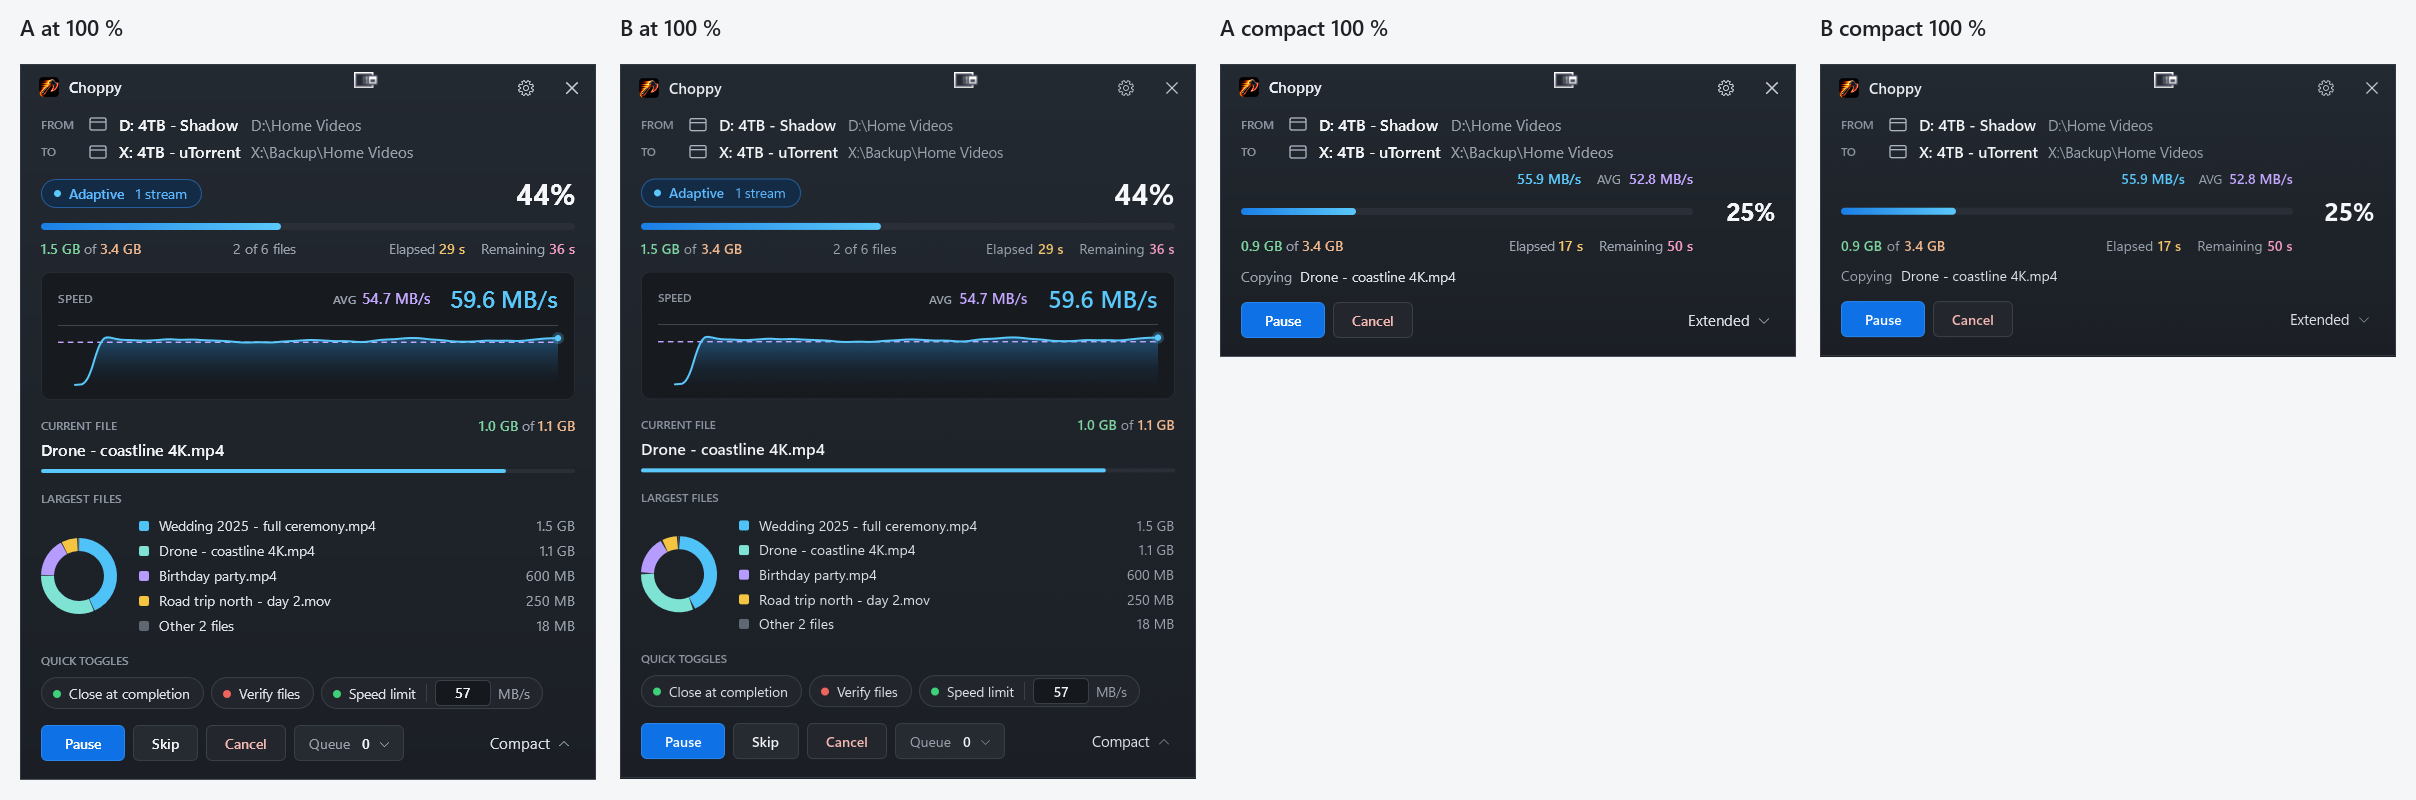 A at 100 %
Choppy
FROM D: 4TB - Shadow D:\Home Videos
TO X: 4TB - uTorrent X:\Backup\Home Videos
Adaptive 1 stream 44%
1.5 GB of 3.4 GB 2 of 6 files Elapsed 29 s Remaining 36 s
SPEED AVG 54.7 MB/s 59.6 MB/s
CURRENT FILE 1.0 GB of 1.1 GB
Drone - coastline 4K.mp4
LARGEST FILES
Wedding 2025 - full ceremony.mp4 1.5 GB
Drone - coastline 4K.mp4 1.1 GB
Birthday party.mp4 600 MB
Road trip north - day 2.mov 250 MB
Other 2 files 18 MB
QUICK TOGGLES
Close at completion Verify files Speed limit 57 MB/s
Pause Skip Cancel Queue 0 Compact
B at 100 %
Choppy
FROM D: 4TB - Shadow D:\Home Videos
TO X: 4TB - uTorrent X:\Backup\Home Videos
Adaptive 1 stream 44%
1.5 GB of 3.4 GB 2 of 6 files Elapsed 29 s Remaining 36 s
SPEED AVG 54.7 MB/s 59.6 MB/s
CURRENT FILE 1.0 GB of 1.1 GB
Drone - coastline 4K.mp4
LARGEST FILES
Wedding 2025 - full ceremony.mp4 1.5 GB
Drone - coastline 4K.mp4 1.1 GB
Birthday party.mp4 600 MB
Road trip north - day 2.mov 250 MB
Other 2 files 18 MB
QUICK TOGGLES
Close at completion Verify files Speed limit 57 MB/s
Pause Skip Cancel Queue 0 Compact
A compact 100 %
Choppy
FROM D: 4TB - Shadow D:\Home Videos
TO X: 4TB - uTorrent X:\Backup\Home Videos
55.9 MB/s AVG 52.8 MB/s
25%
0.9 GB of 3.4 GB Elapsed 17 s Remaining 50 s
Copying Drone - coastline 4K.mp4
Pause Cancel Extended
B compact 100 %
Choppy
FROM D: 4TB - Shadow D:\Home Videos
TO X: 4TB - uTorrent X:\Backup\Home Videos
55.9 MB/s AVG 52.8 MB/s
25%
0.9 GB of 3.4 GB Elapsed 17 s Remaining 50 s
Copying Drone - coastline 4K.mp4
Pause Cancel Extended